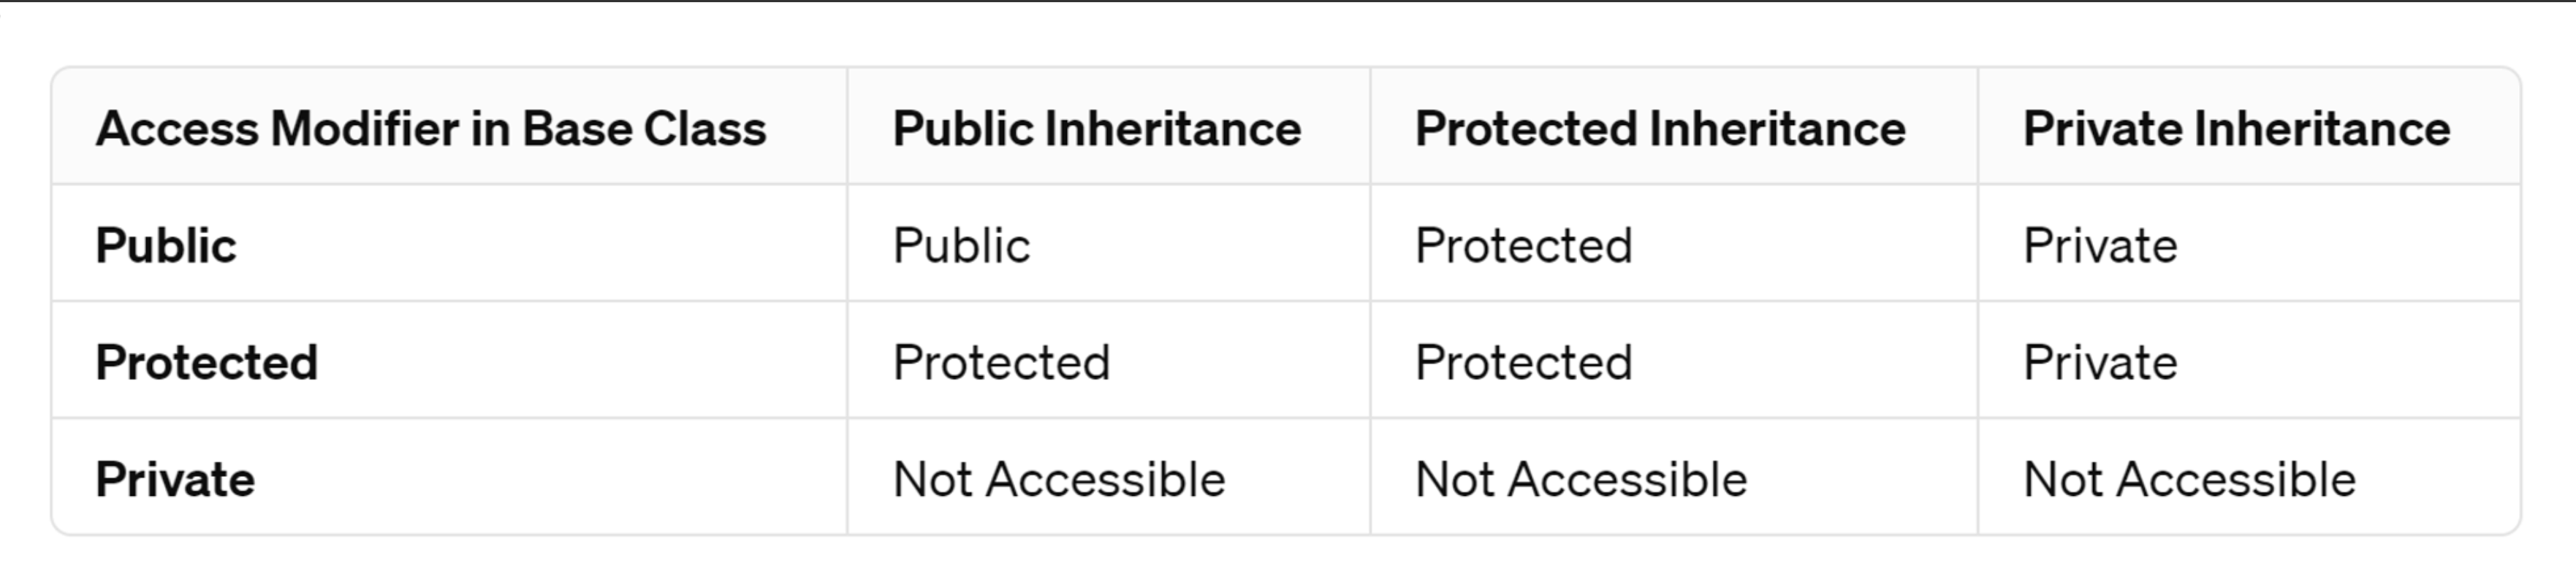 Access Modifier in Base Class Public Inheritance Protected Inheritance Private Inheritance
Public Public Protected Private
Protected Protected Protected Private
Private Not Accessible Not Accessible Not Accessible